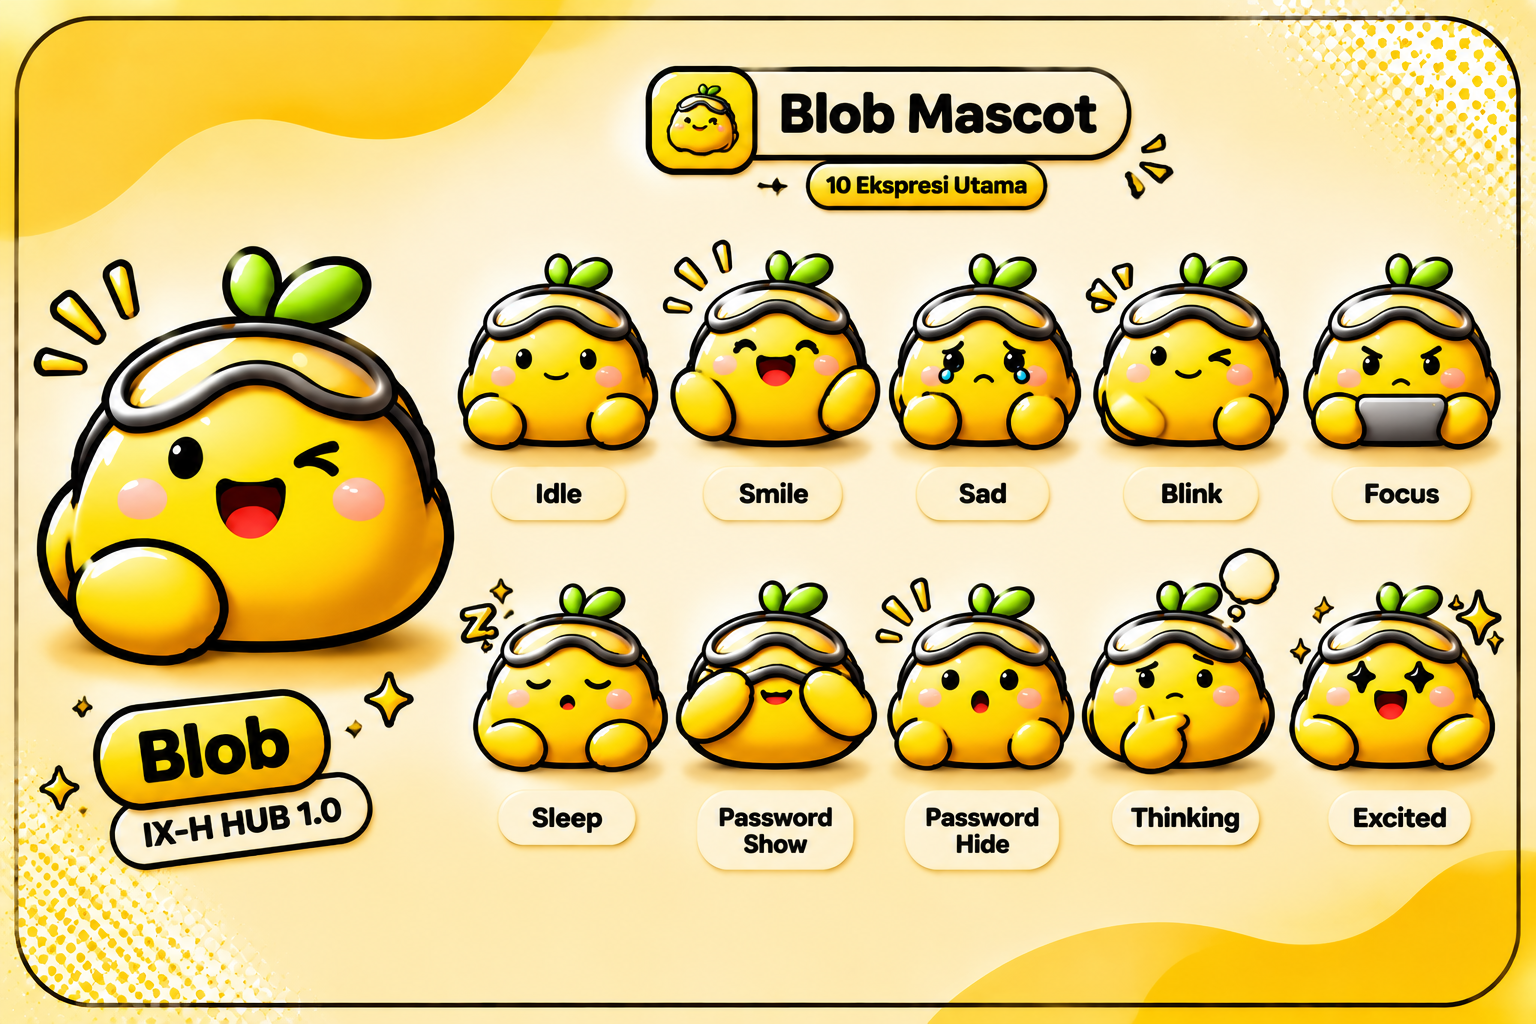 Blob Mascot
10 Ekspresi Utama
Idle
Smile
Sad
Blink
Focus
Z
Sleep
Password
Show
Password
Hide
Thinking
Excited
Blob
IX-H HUB 1.0